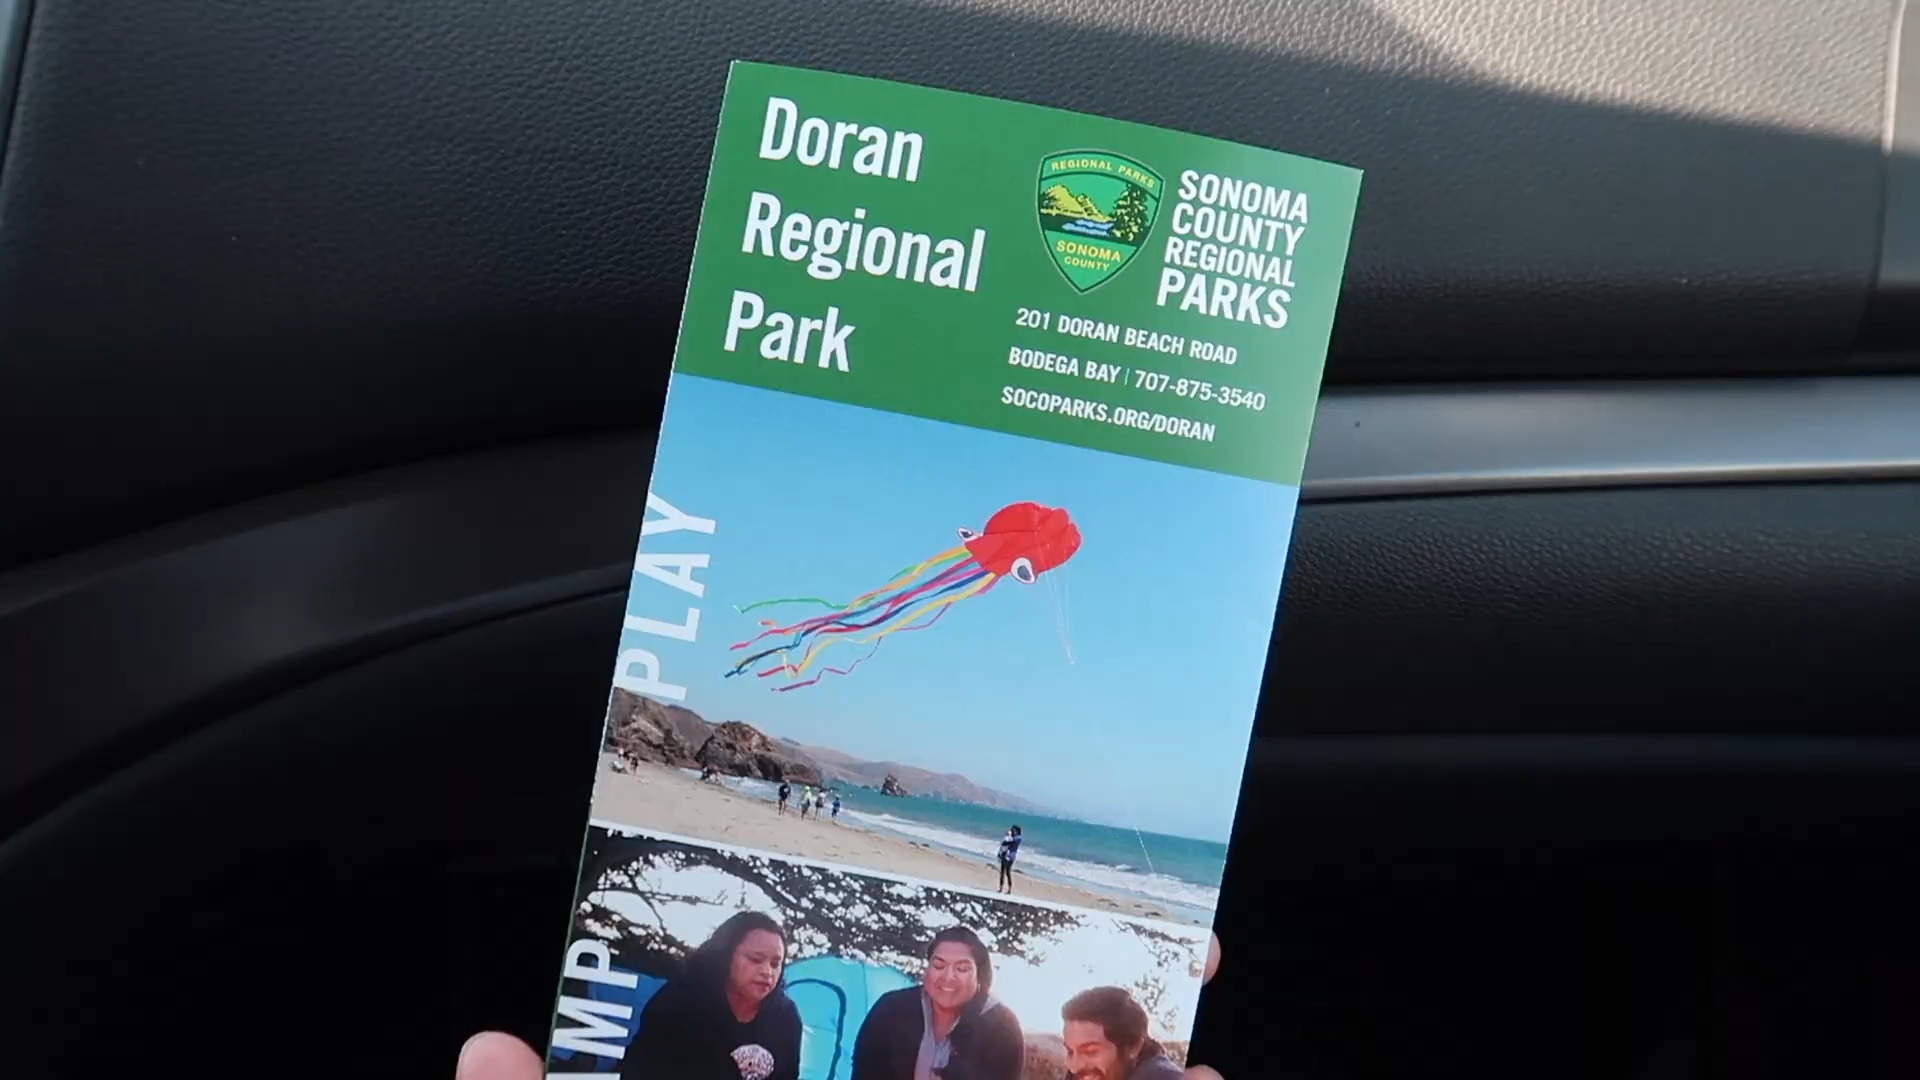 Doran
Regional
Park
REGIONAL PARKS
SONOMA
COUNTY
SONOMA
COUNTY
REGIONAL
PARKS
201 DORAN BEACH ROAD
BODEGA BAY | 707-875-3540
SOCOPARKS.ORG/DORAN
PLAY